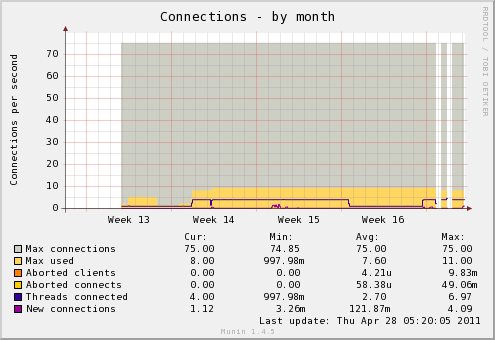 Connections - by month
RRDTOOL / TOBI OETIKER
Connections per second
70
60
50
40
30
20
10
0
Week 13 Week 14 Week 15 Week 16
Cur: Min: Avg: Max:
Max connections 75.00 74.85 75.00 75.00
Max used 8.00 997.98m 7.60 11.00
Aborted clients 0.00 0.00 4.21u 9.83m
Aborted connects 0.00 0.00 58.38u 49.06m
Threads connected 4.00 997.98m 2.70 6.97
New connections 1.12 3.26m 121.87m 4.09
Last update: Thu Apr 28 05:20:05 2011
Munin 1.4.5